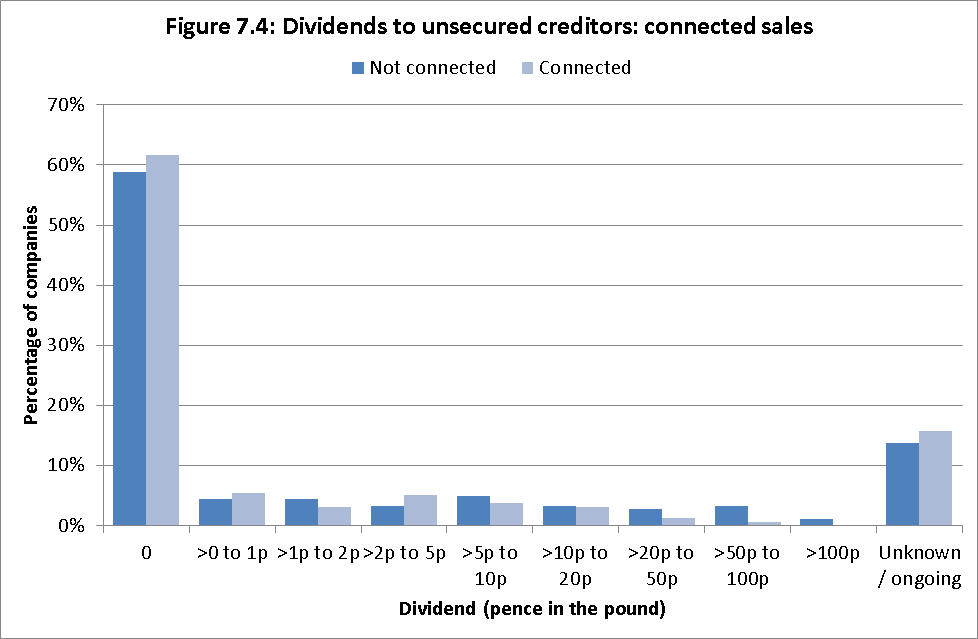 Figure 7.4: Dividends to unsecured creditors: connected sales
Not connected Connected
70%
60%
50%
40%
30%
20%
10%
0%
Percentage of companies
0 >0 to 1p >1p to 2p >2p to 5p >5p to >10p to >20p to >50p to >100p Unknown
10p 20p 50p 100p / ongoing
Dividend (pence in the pound)